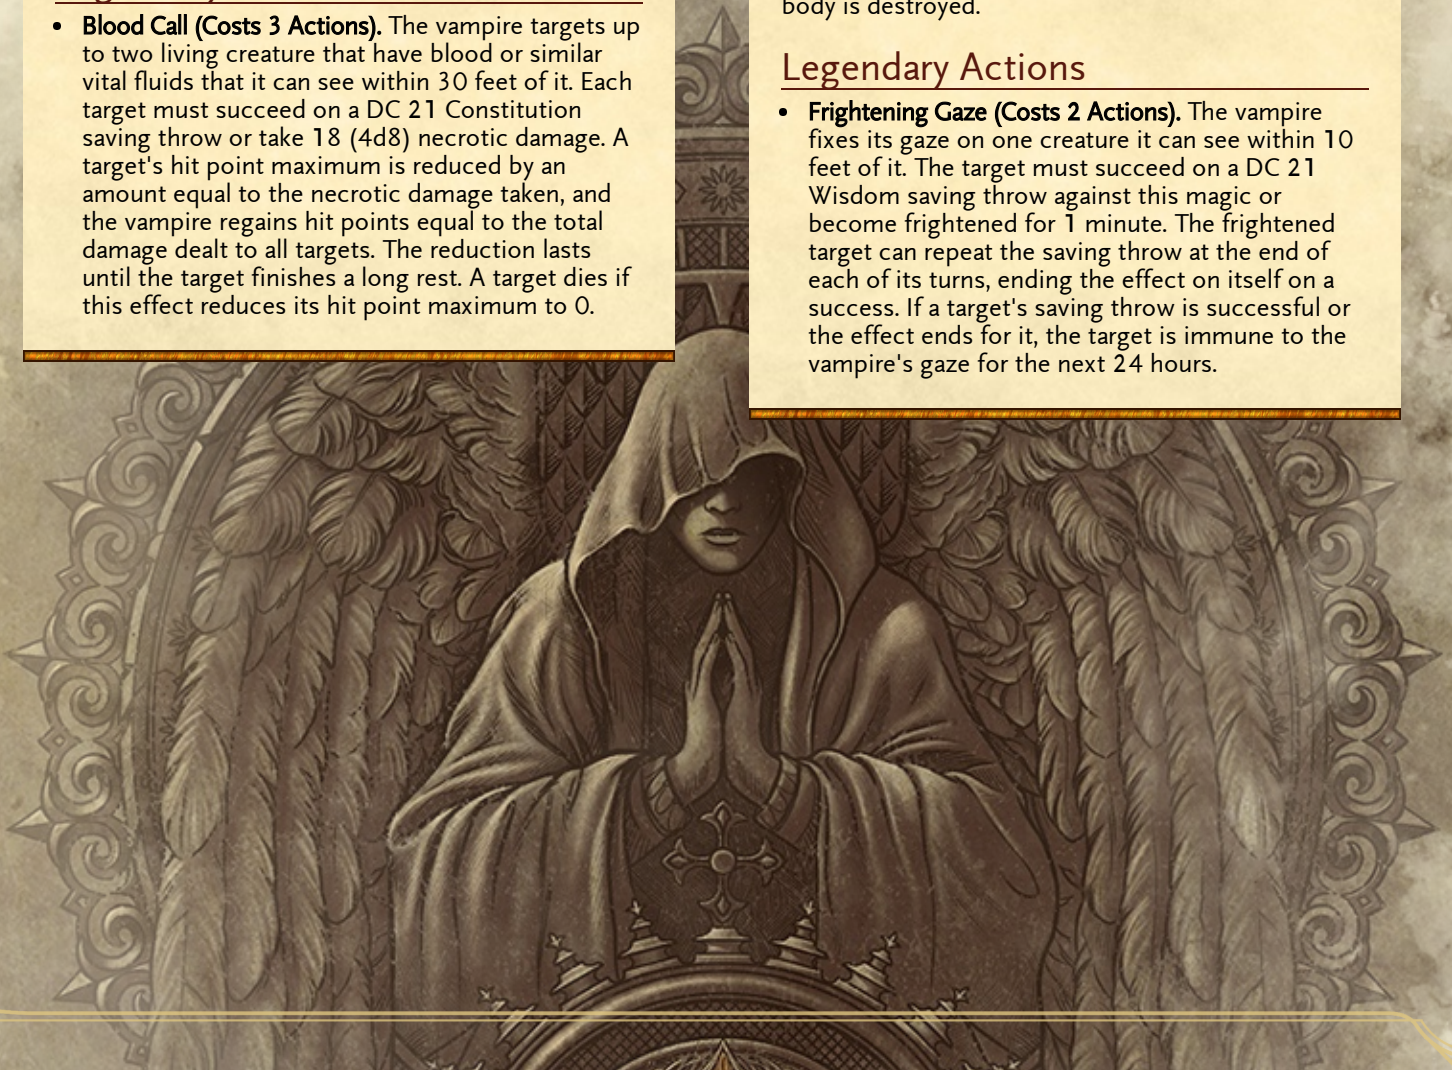 Blood Call (Costs 3 Actions). The vampire targets up
to two living creature that have blood or similar
vital fluids that it can see within 30 feet of it. Each
target must succeed on a DC 21 Constitution
saving throw or take 18 (4d8) necrotic damage. A
target's hit point maximum is reduced by an
amount equal to the necrotic damage taken, and
the vampire regains hit points equal to the total
damage dealt to all targets. The reduction lasts
until the target finishes a long rest. A target dies if
this effect reduces its hit point maximum to 0.
body is destroyed.
Legendary Actions
Frightening Gaze (Costs 2 Actions). The vampire
fixes its gaze on one creature it can see within 10
feet of it. The target must succeed on a DC 21
Wisdom saving throw against this magic or
become frightened for 1 minute. The frightened
target can repeat the saving throw at the end of
each of its turns, ending the effect on itself on a
success. If a target's saving throw is successful or
the effect ends for it, the target is immune to the
vampire's gaze for the next 24 hours.